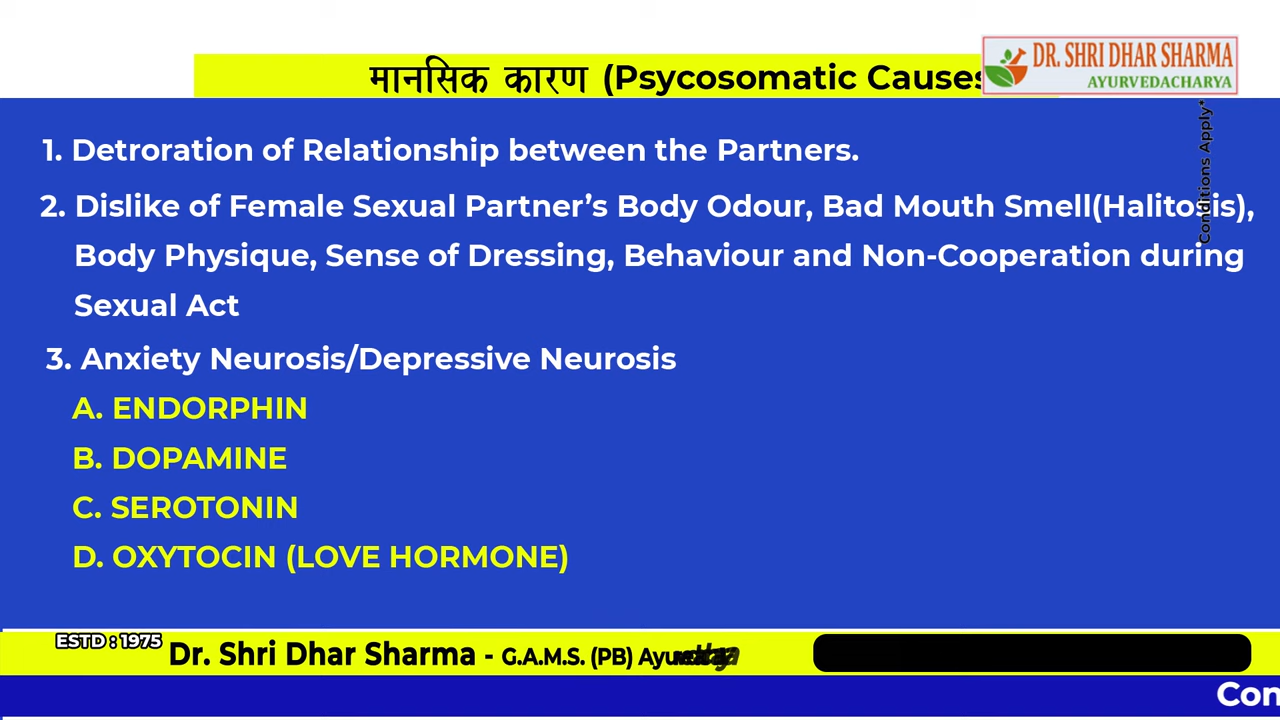 मानसिक कारण (Psycosomatic Causes
DR. SHRI DHAR SHARMA
AYURVEDACHARYA
Conditions Apply*
1. Detroration of Relationship between the Partners.
2. Dislike of Female Sexual Partner’s Body Odour, Bad Mouth Smell(Halitosis),
Body Physique, Sense of Dressing, Behaviour and Non-Cooperation during
Sexual Act
3. Anxiety Neurosis/Depressive Neurosis
A. ENDORPHIN
B. DOPAMINE
C. SEROTONIN
D. OXYTOCIN (LOVE HORMONE)
ESTD : 1975
Dr. Shri Dhar Sharma - G.A.M.S. (PB)
Con